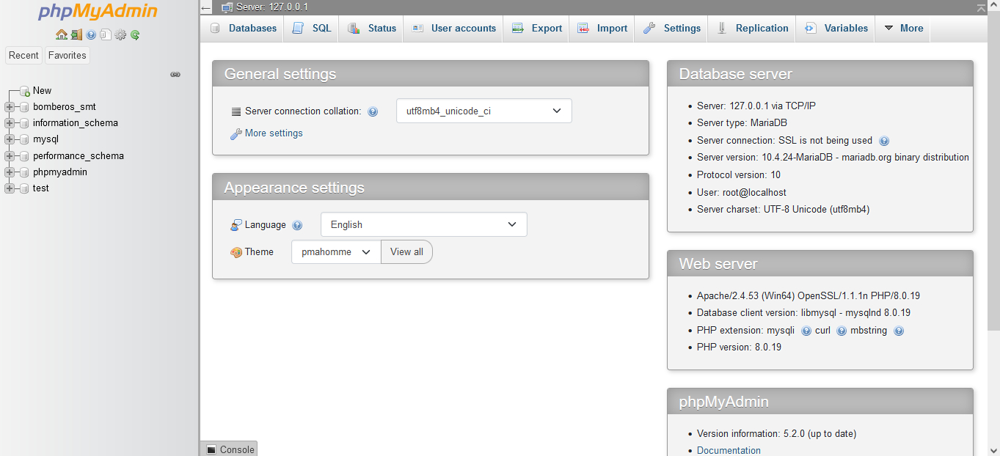 phpMyAdmin
Recent Favorites
New
bomberos_smt
information_schema
mysql
performance_schema
phpmyadmin
test
Server: 127.0.0.1
Databases SQL Status User accounts Export Import Settings Replication Variables More
General settings
Server connection collation: utf8mb4_unicode_ci
More settings
Appearance settings
Language English
Theme pmahomme View all
Database server
Server: 127.0.0.1 via TCP/IP
Server type: MariaDB
Server connection: SSL is not being used
Server version: 10.4.24-MariaDB - mariadb.org binary distribution
Protocol version: 10
User: root@localhost
Server charset: UTF-8 Unicode (utf8mb4)
Web server
Apache/2.4.53 (Win64) OpenSSL/1.1.1n PHP/8.0.19
Database client version: libmysql - mysqlnd 8.0.19
PHP extension: mysqli curl mbstring
PHP version: 8.0.19
phpMyAdmin
Version information: 5.2.0 (up to date)
Documentation
Console